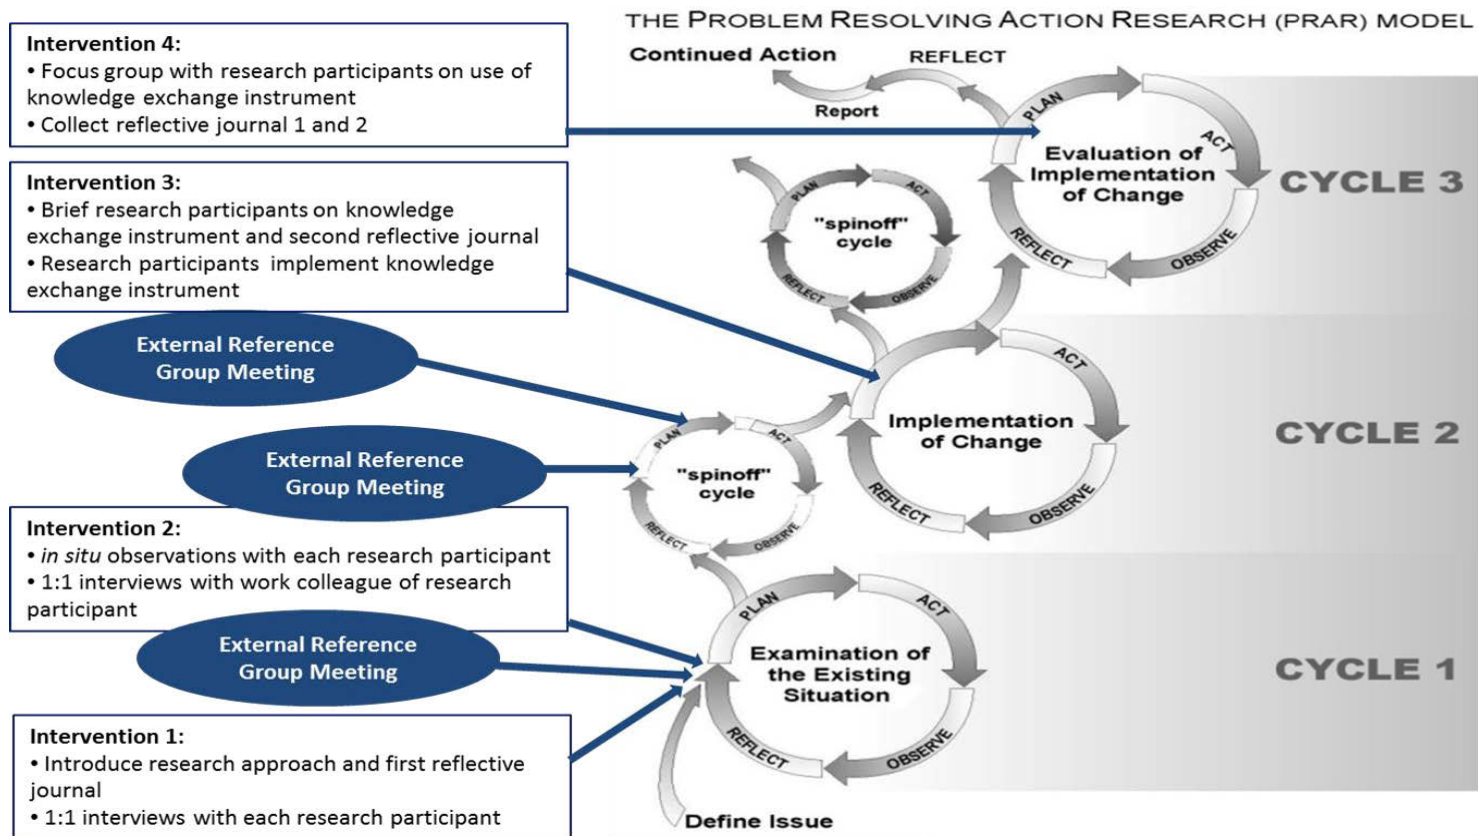 THE PROBLEM RESOLVING ACTION RESEARCH (PRAR) MODEL
Intervention 4:
• Focus group with research participants on use of
knowledge exchange instrument
• Collect reflective journal 1 and 2
Intervention 3:
• Brief research participants on knowledge
exchange instrument and second reflective journal
• Research participants implement knowledge
exchange instrument
External Reference
Group Meeting
External Reference
Group Meeting
Intervention 2:
• in situ observations with each research participant
• 1:1 interviews with work colleague of research
participant
External Reference
Group Meeting
Intervention 1:
• Introduce research approach and first reflective
journal
• 1:1 interviews with each research participant
Continued Action
REFLECT
Report
PLAN
ACT
OBSERVE
REFLECT
Evaluation of
Implementation
of Change
CYCLE 3
PLAN
ACT
OBSERVE
REFLECT
"spinoff"
cycle
ACT
OBSERVE
REFLECT
Implementation
of Change
CYCLE 2
PLAN
ACT
OBSERVE
REFLECT
"spinoff"
cycle
PLAN
ACT
OBSERVE
REFLECT
Examination of
the Existing
Situation
CYCLE 1
Define Issue